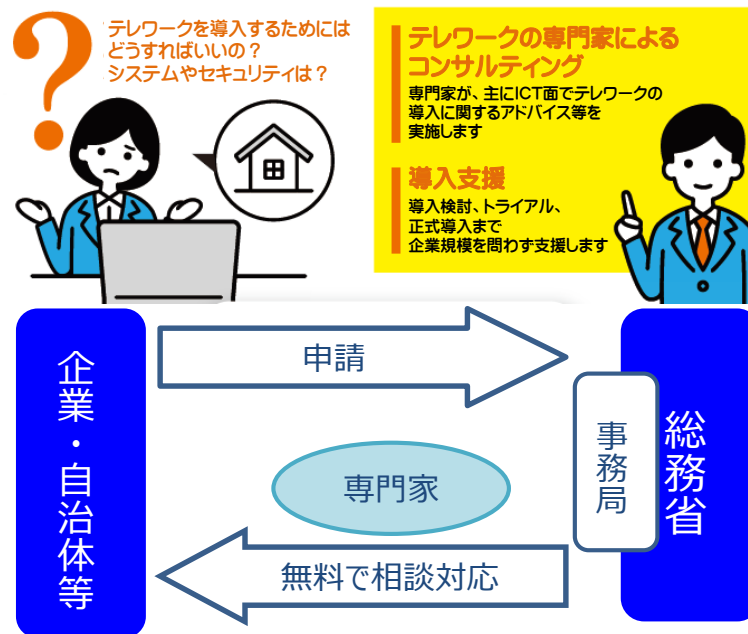 ?
テレワークを導入するためには
どうすればいいの？
システムやセキュリティは？
テレワークの専門家による
コンサルティング
専門家が、主にICT面でテレワークの
導入に関するアドバイス等を
実施します
導入支援
導入検討、トライアル、
正式導入まで
企業規模を問わず支援します
企業・自治体等
申請
専門家
無料で相談対応
事務局
総務省